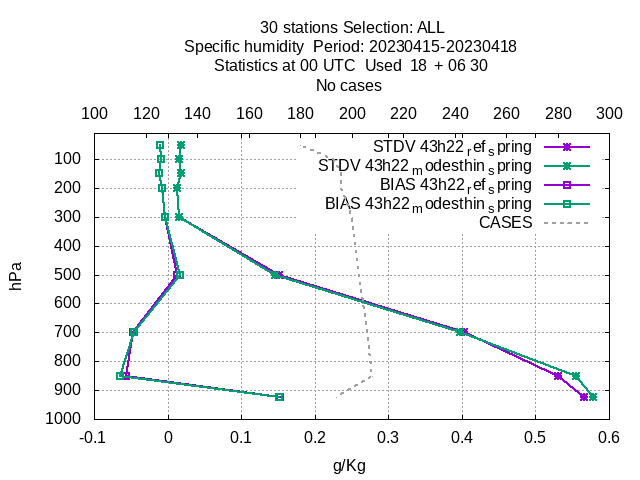 30 stations Selection: ALL
Specific humidity  Period: 20230415-20230418
Statistics at 00 UTC  Used  18 + 06 30
No cases
100 120 140 160 180 200 220 240 260 280 300
STDV 43h22_ref_spring
STDV 43h22_modesthin_spring
BIAS 43h22_ref_spring
BIAS 43h22_modesthin_spring
CASES
100
200
300
400
500
600
700
800
900
1000
hPa
-0.1 0 0.1 0.2 0.3 0.4 0.5 0.6
g/Kg